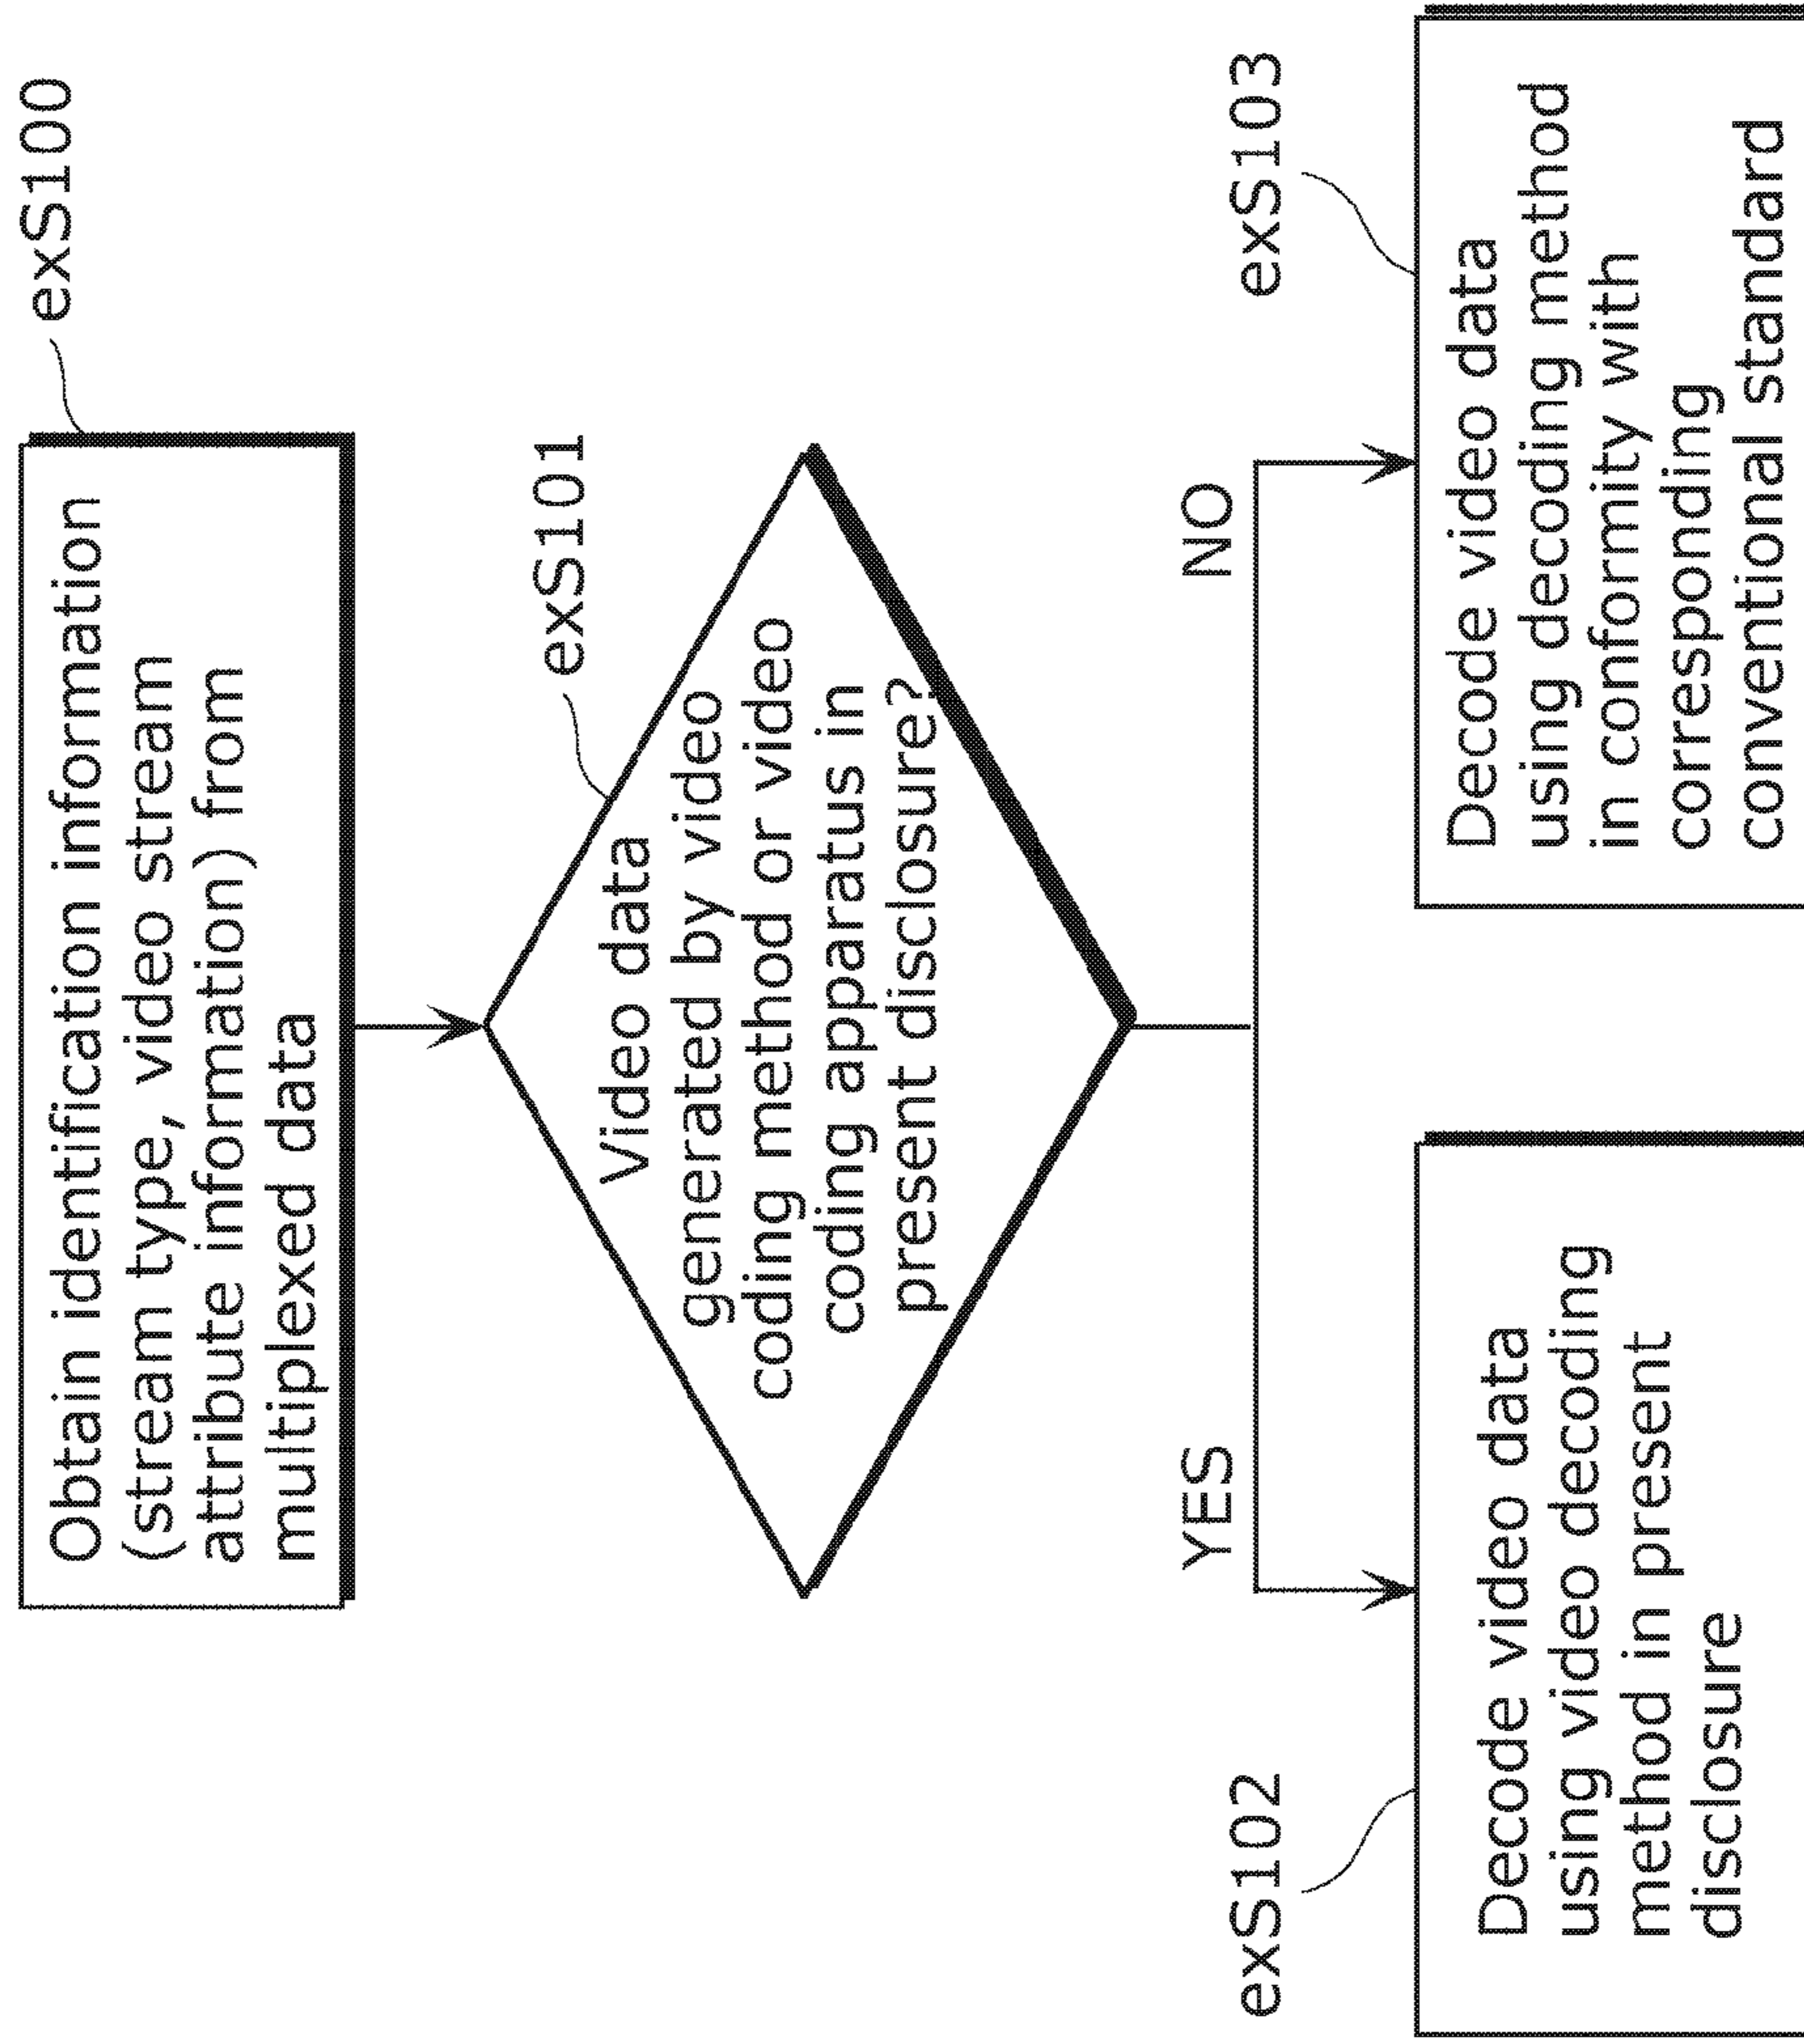 exS100
Obtain identification information
(stream type, video stream
attribute information) from
multiplexed data
exS101
Video data
generated by video
coding method or video
coding apparatus in
present disclosure?
YES
NO
exS102
Decode video data
using video decoding
method in present
disclosure
exS103
Decode video data
using decoding method
in conformity with
corresponding
conventional standard